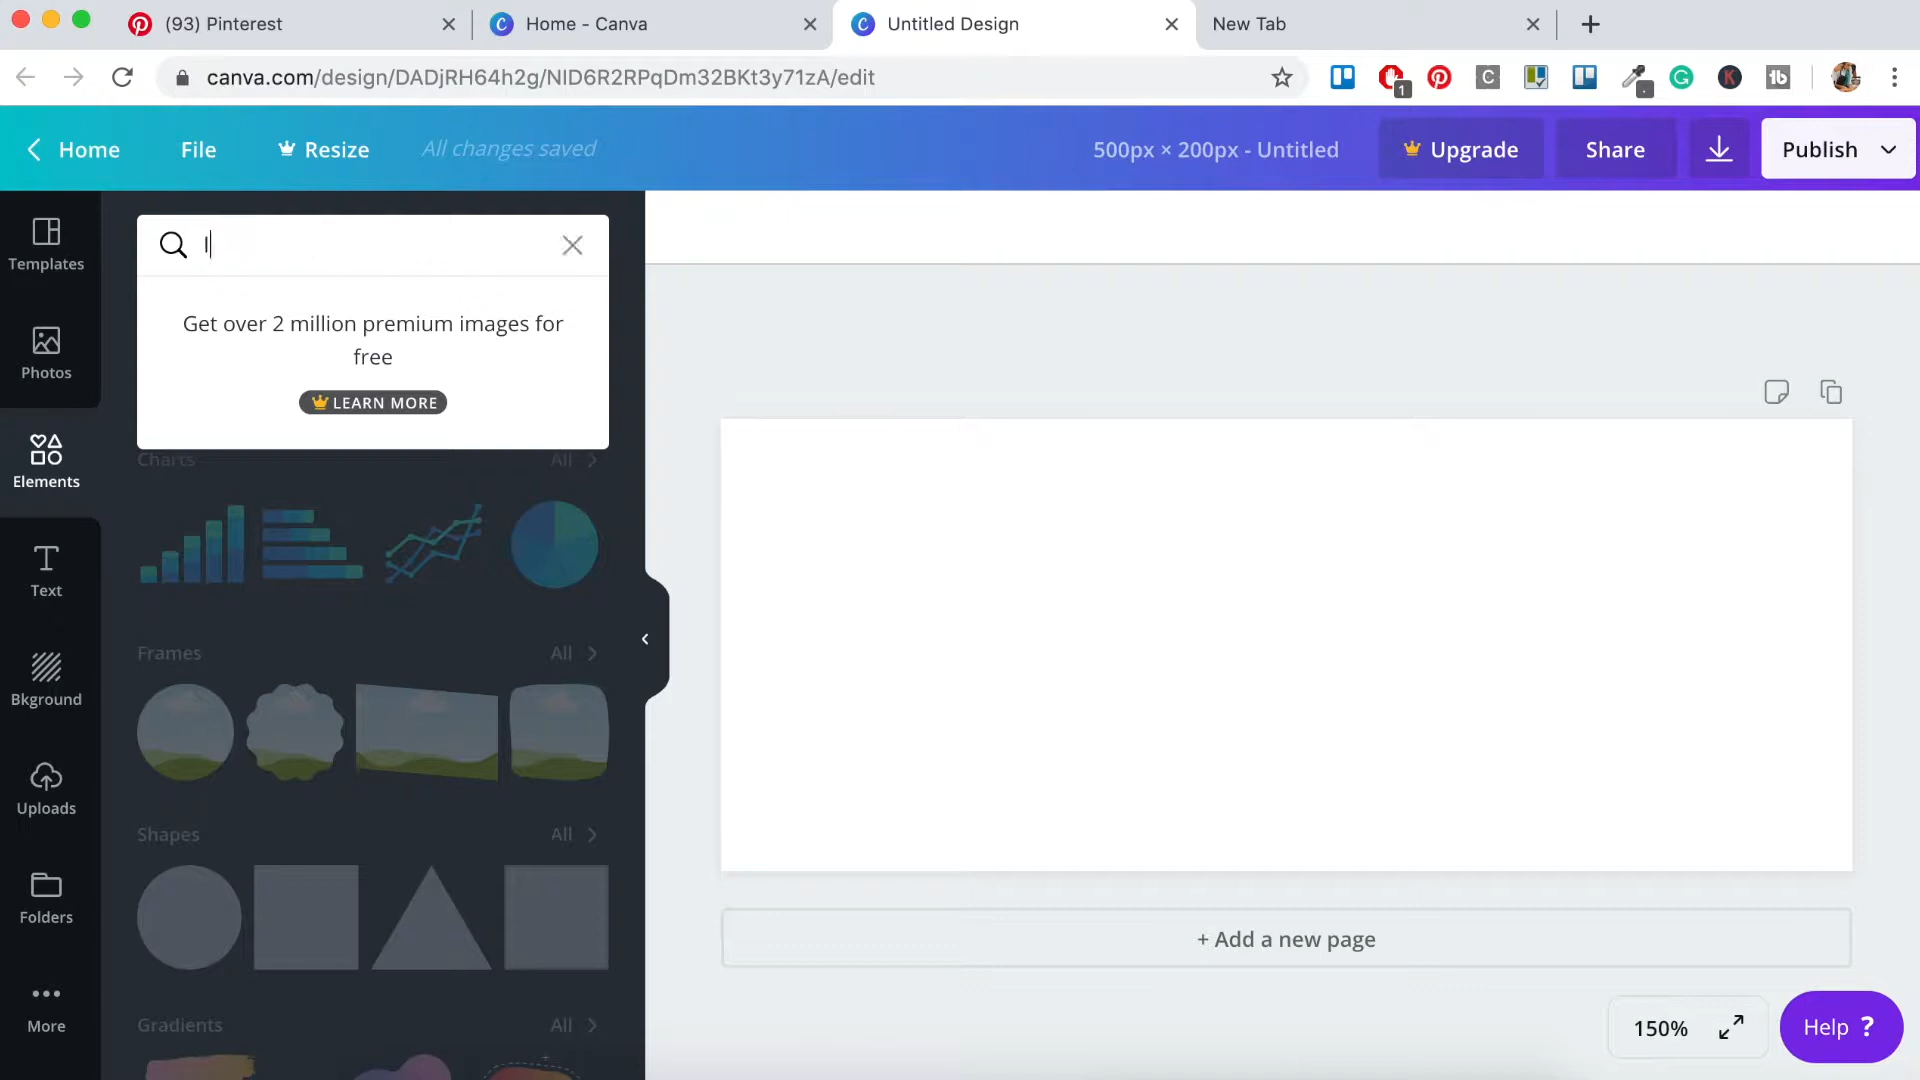 (93) Pinterest
Home - Canva
Untitled Design
New Tab
canva.com/design/DADjRH64h2g/NID6R2RPqDm32BKt3y71zA/edit
1
Home
File
Resize
All changes saved
500px × 200px - Untitled
Upgrade
Share
Publish
l
Get over 2 million premium images for
free
LEARN MORE
Templates
Photos
Elements
Text
Bkground
Uploads
Folders
More
Charts
All
Frames
All
Shapes
All
Gradients
All
+ Add a new page
150%
Help ?